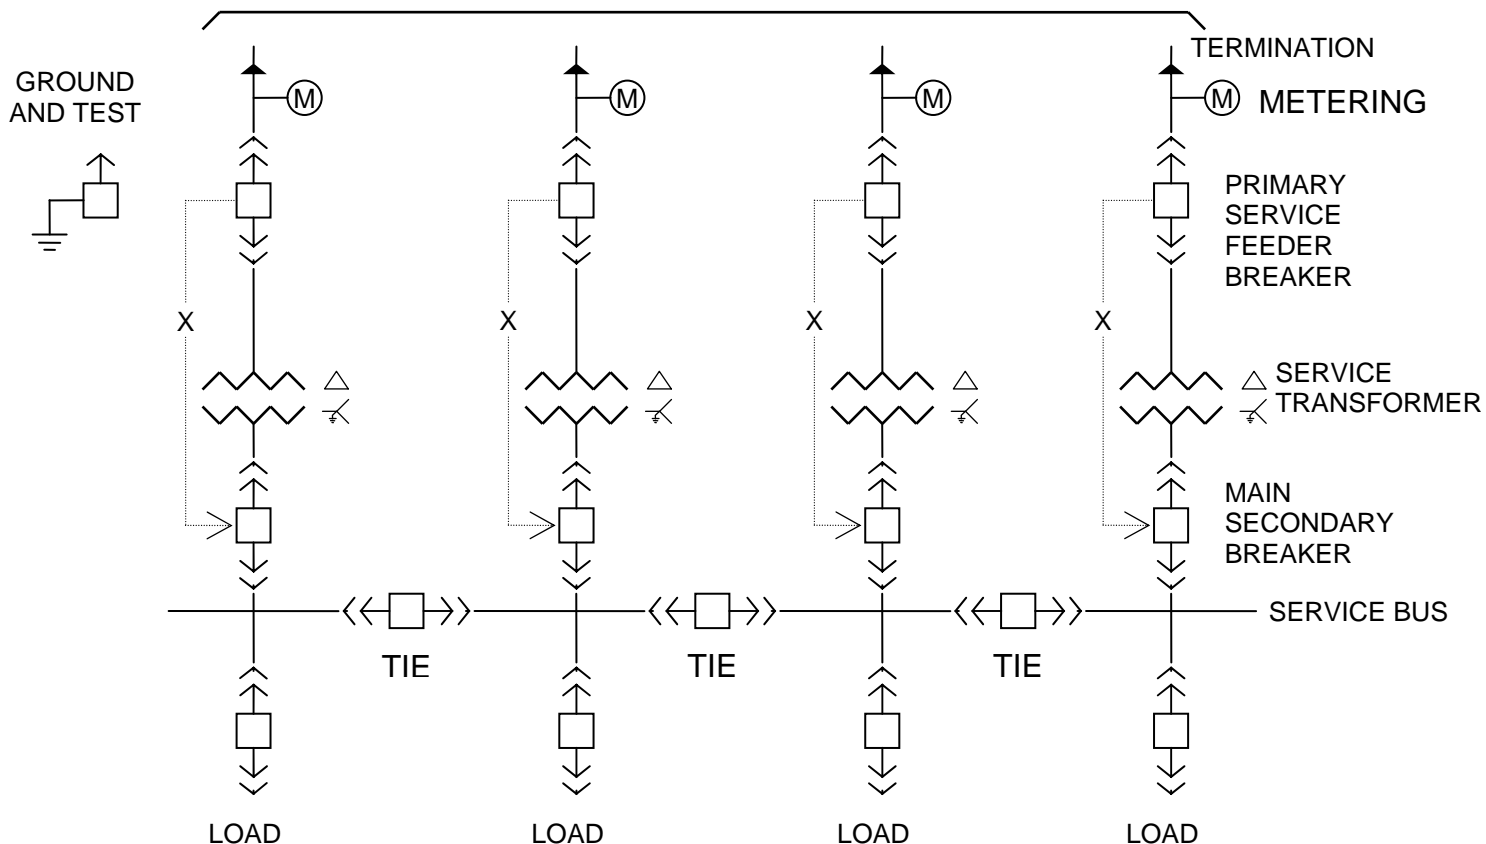 TERMINATION
GROUND
AND TEST
M
M
M
M
METERING
PRIMARY
SERVICE
FEEDER
BREAKER
X
X
X
X
SERVICE
TRANSFORMER
MAIN
SECONDARY
BREAKER
SERVICE BUS
TIE
TIE
TIE
LOAD
LOAD
LOAD
LOAD